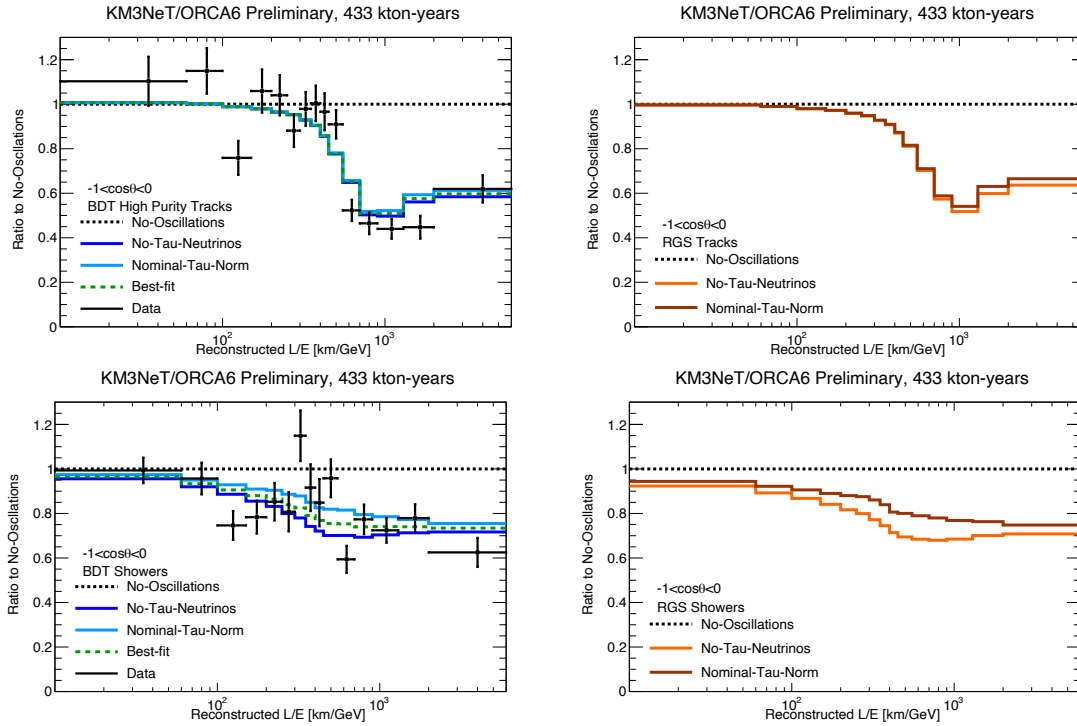 KM3NeT/ORCA6 Preliminary, 433 kton-years
Ratio to No-Oscillations
1.2
1
0.8
0.6
0.4
0.2
0
-1<cosθ<0
BDT High Purity Tracks
No-Oscillations
No-Tau-Neutrinos
Nominal-Tau-Norm
Best-fit
Data
10²
10³
Reconstructed L/E [km/GeV]
KM3NeT/ORCA6 Preliminary, 433 kton-years
Ratio to No-Oscillations
1.2
1
0.8
0.6
0.4
0.2
0
-1<cosθ<0
RGS Tracks
No-Oscillations
No-Tau-Neutrinos
Nominal-Tau-Norm
10²
10³
Reconstructed L/E [km/GeV]
KM3NeT/ORCA6 Preliminary, 433 kton-years
Ratio to No-Oscillations
1.2
1
0.8
0.6
0.4
0.2
0
-1<cosθ<0
BDT Showers
No-Oscillations
No-Tau-Neutrinos
Nominal-Tau-Norm
Best-fit
Data
10²
10³
Reconstructed L/E [km/GeV]
KM3NeT/ORCA6 Preliminary, 433 kton-years
Ratio to No-Oscillations
1.2
1
0.8
0.6
0.4
0.2
0
-1<cosθ<0
RGS Showers
No-Oscillations
No-Tau-Neutrinos
Nominal-Tau-Norm
10²
10³
Reconstructed L/E [km/GeV]